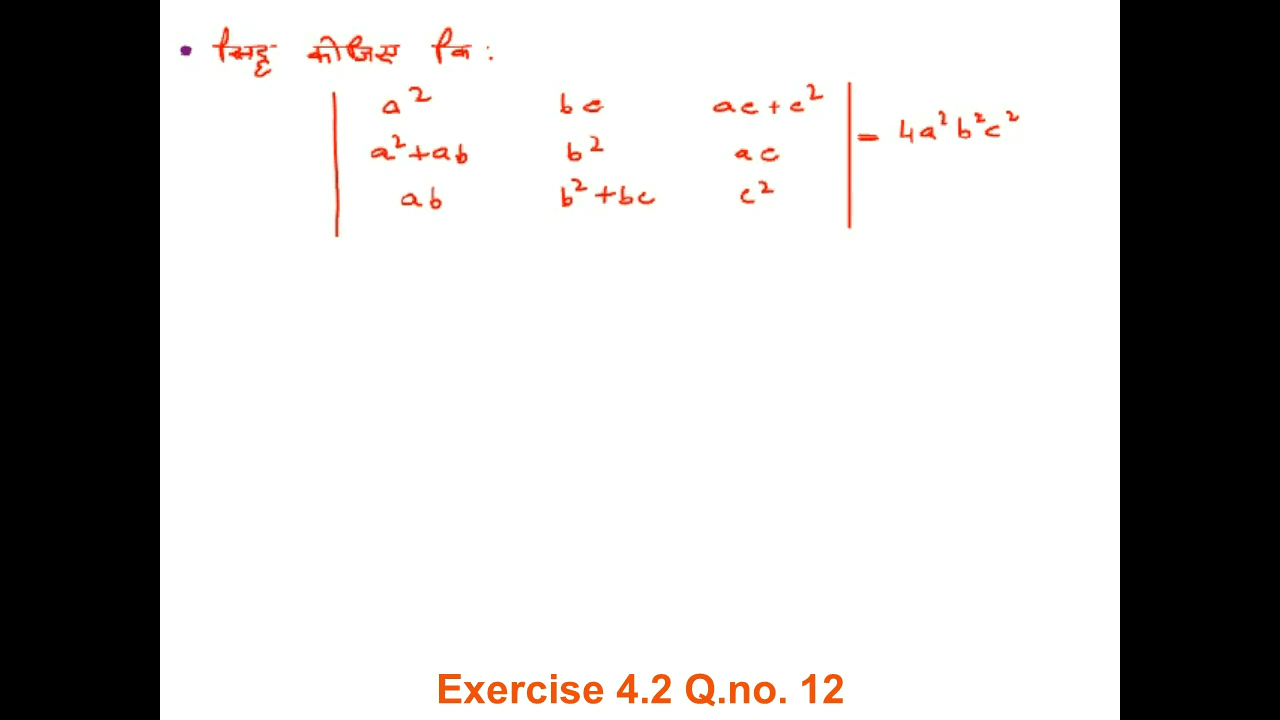 • सिद्ध कीजिए कि :
| a² bc ac + c² |
| a² + ab b² ac | = 4a²b²c²
| ab b² + bc c² |
Exercise 4.2 Q.no. 12